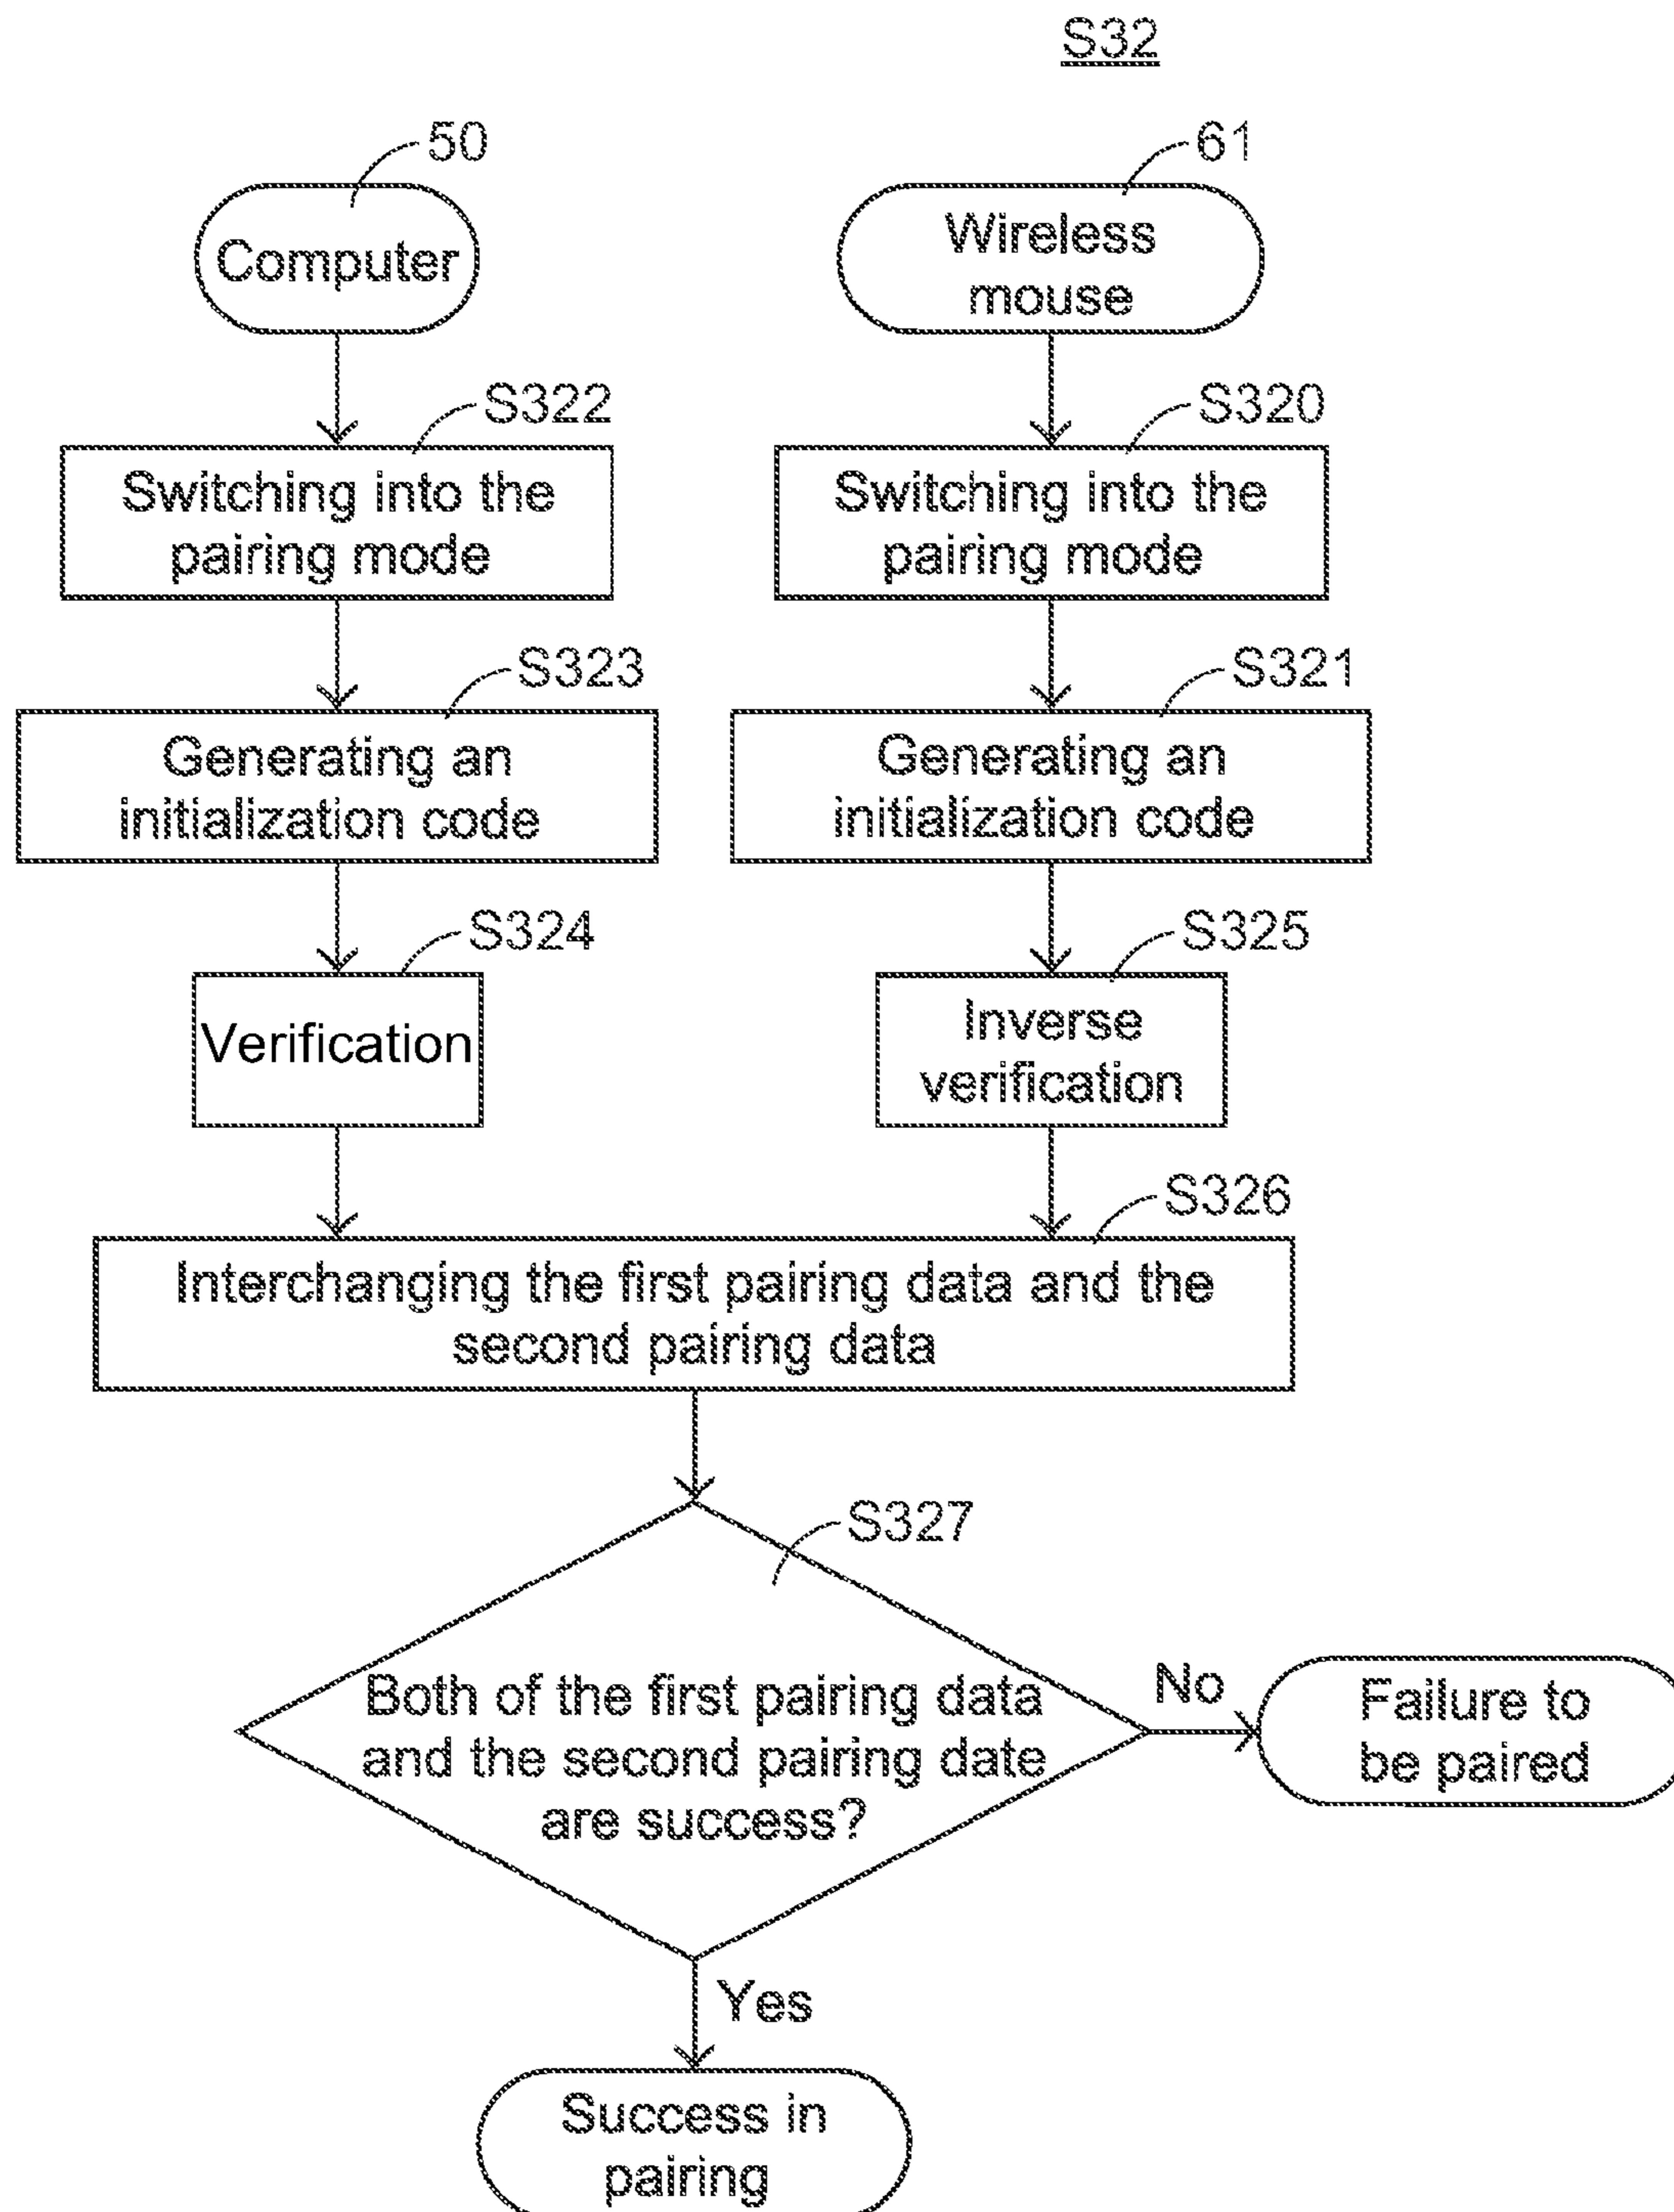 S32
50
61
Computer
Wireless
mouse
S322
S320
Switching into the
pairing mode
Switching into the
pairing mode
S323
S321
Generating an
initialization code
Generating an
initialization code
S324
S325
Verification
Inverse
verification
S326
Interchanging the first pairing data and the
second pairing data
S327
Both of the first pairing data
and the second pairing date
are success?
No
Failure to
be paired
Yes
Success in
pairing